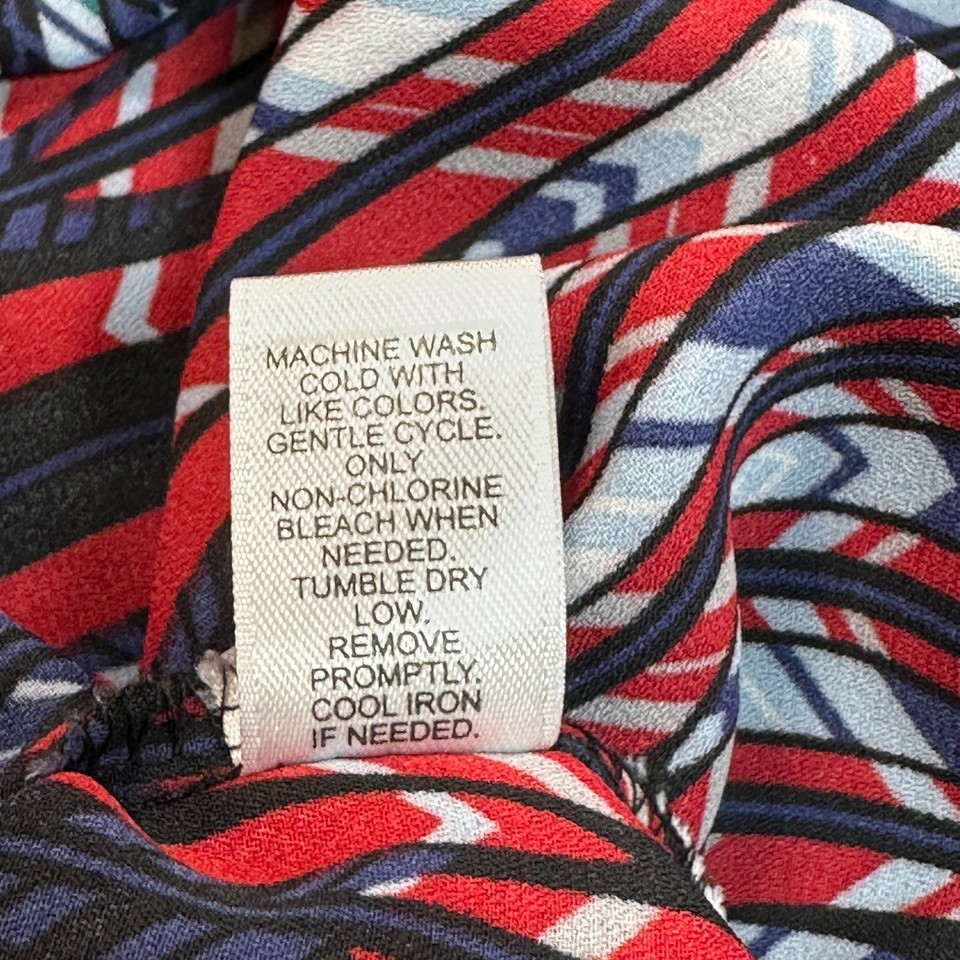 MACHINE WASH
COLD WITH
LIKE COLORS.
GENTLE CYCLE.
ONLY
NON-CHLORINE
BLEACH WHEN
NEEDED.
TUMBLE DRY
LOW.
REMOVE
PROMPTLY.
COOL IRON
IF NEEDED.